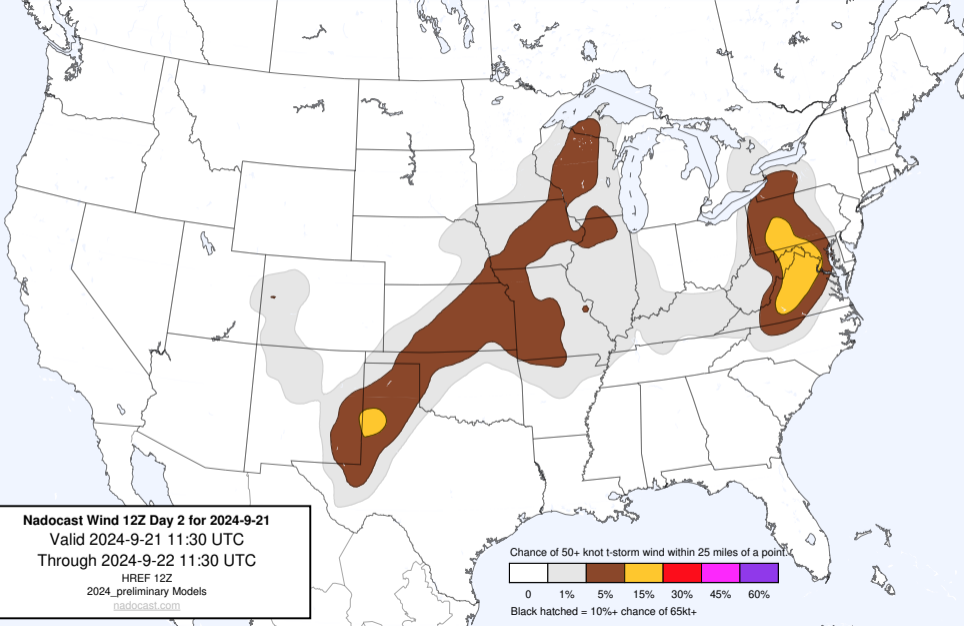 Nadocast Wind 12Z Day 2 for 2024-9-21
Valid 2024-9-21 11:30 UTC
Through 2024-9-22 11:30 UTC
HREF 12Z
2024_preliminary Models
nadocast.com
Chance of 50+ knot t-storm wind within 25 miles of a point.
0 1% 5% 15% 30% 45% 60%
Black hatched = 10%+ chance of 65kt+